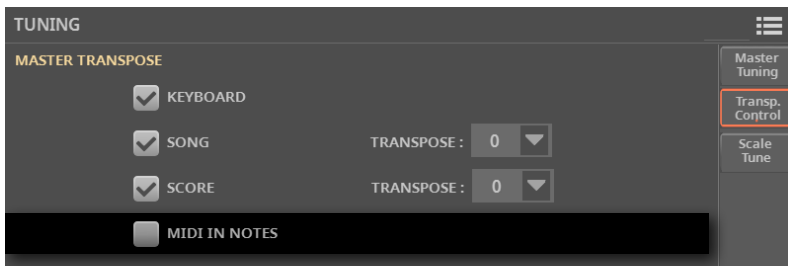 TUNING
MASTER TRANSPOSE
KEYBOARD
SONG TRANSPOSE : 0
SCORE TRANSPOSE : 0
MIDI IN NOTES
Master
Tuning
Transp.
Control
Scale
Tune